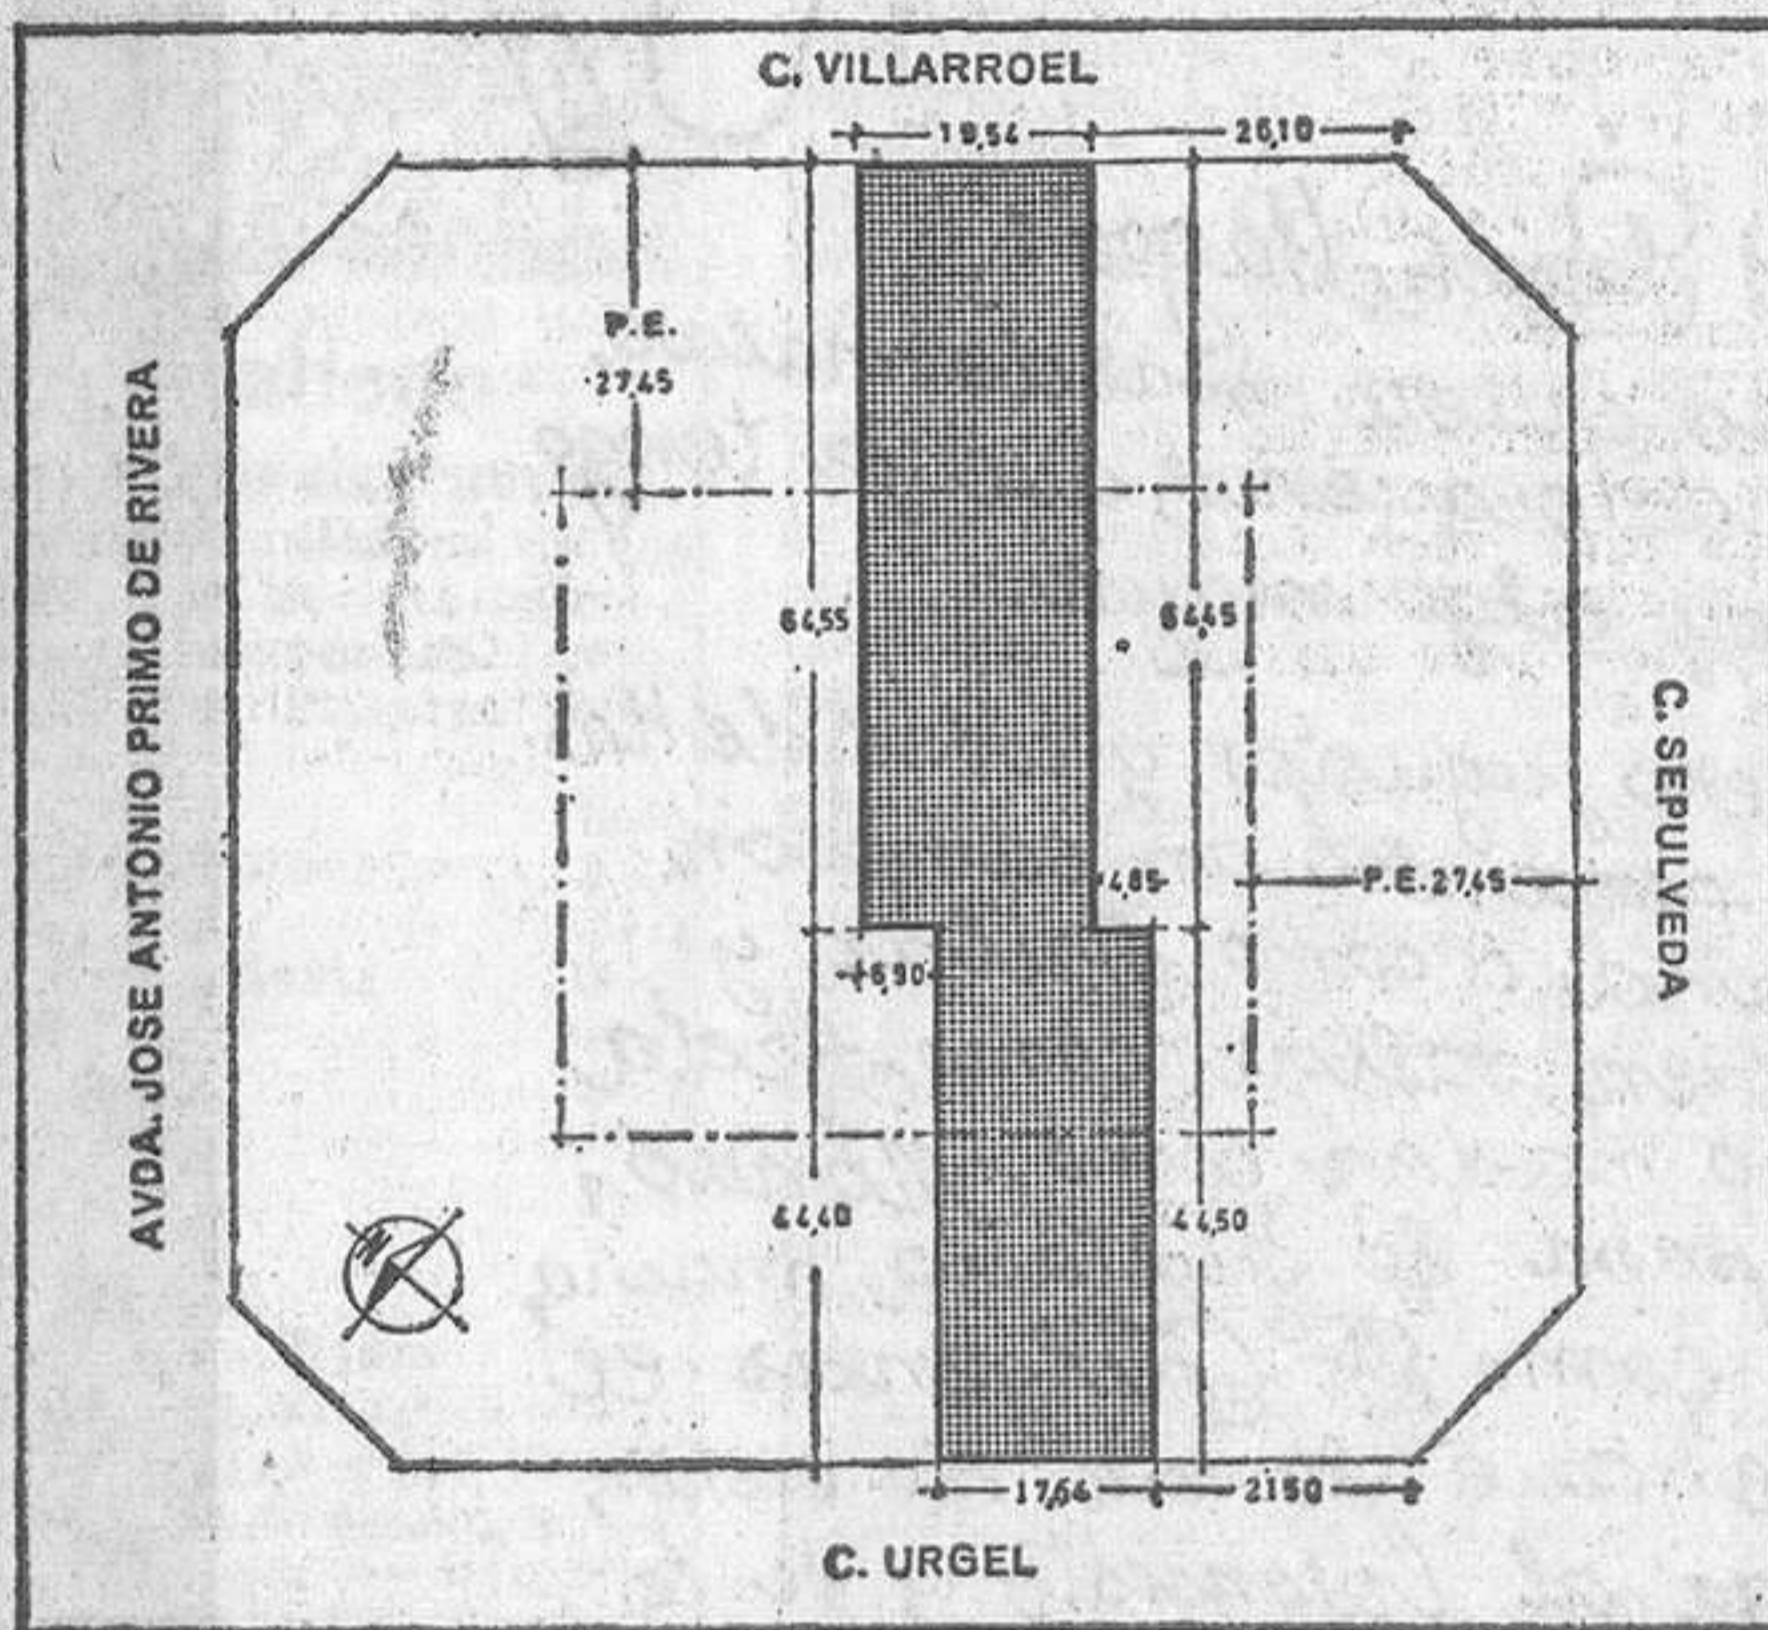 C. VILLARROEL
19,54
26,10
P.E.
27,45
AVDA. JOSE ANTONIO PRIMO DE RIVERA
64,55
64,45
C. SEPULVEDA
4,85
P.E. 27,45
6,90
N
44,40
44,50
17,64
21,50
C. URGEL